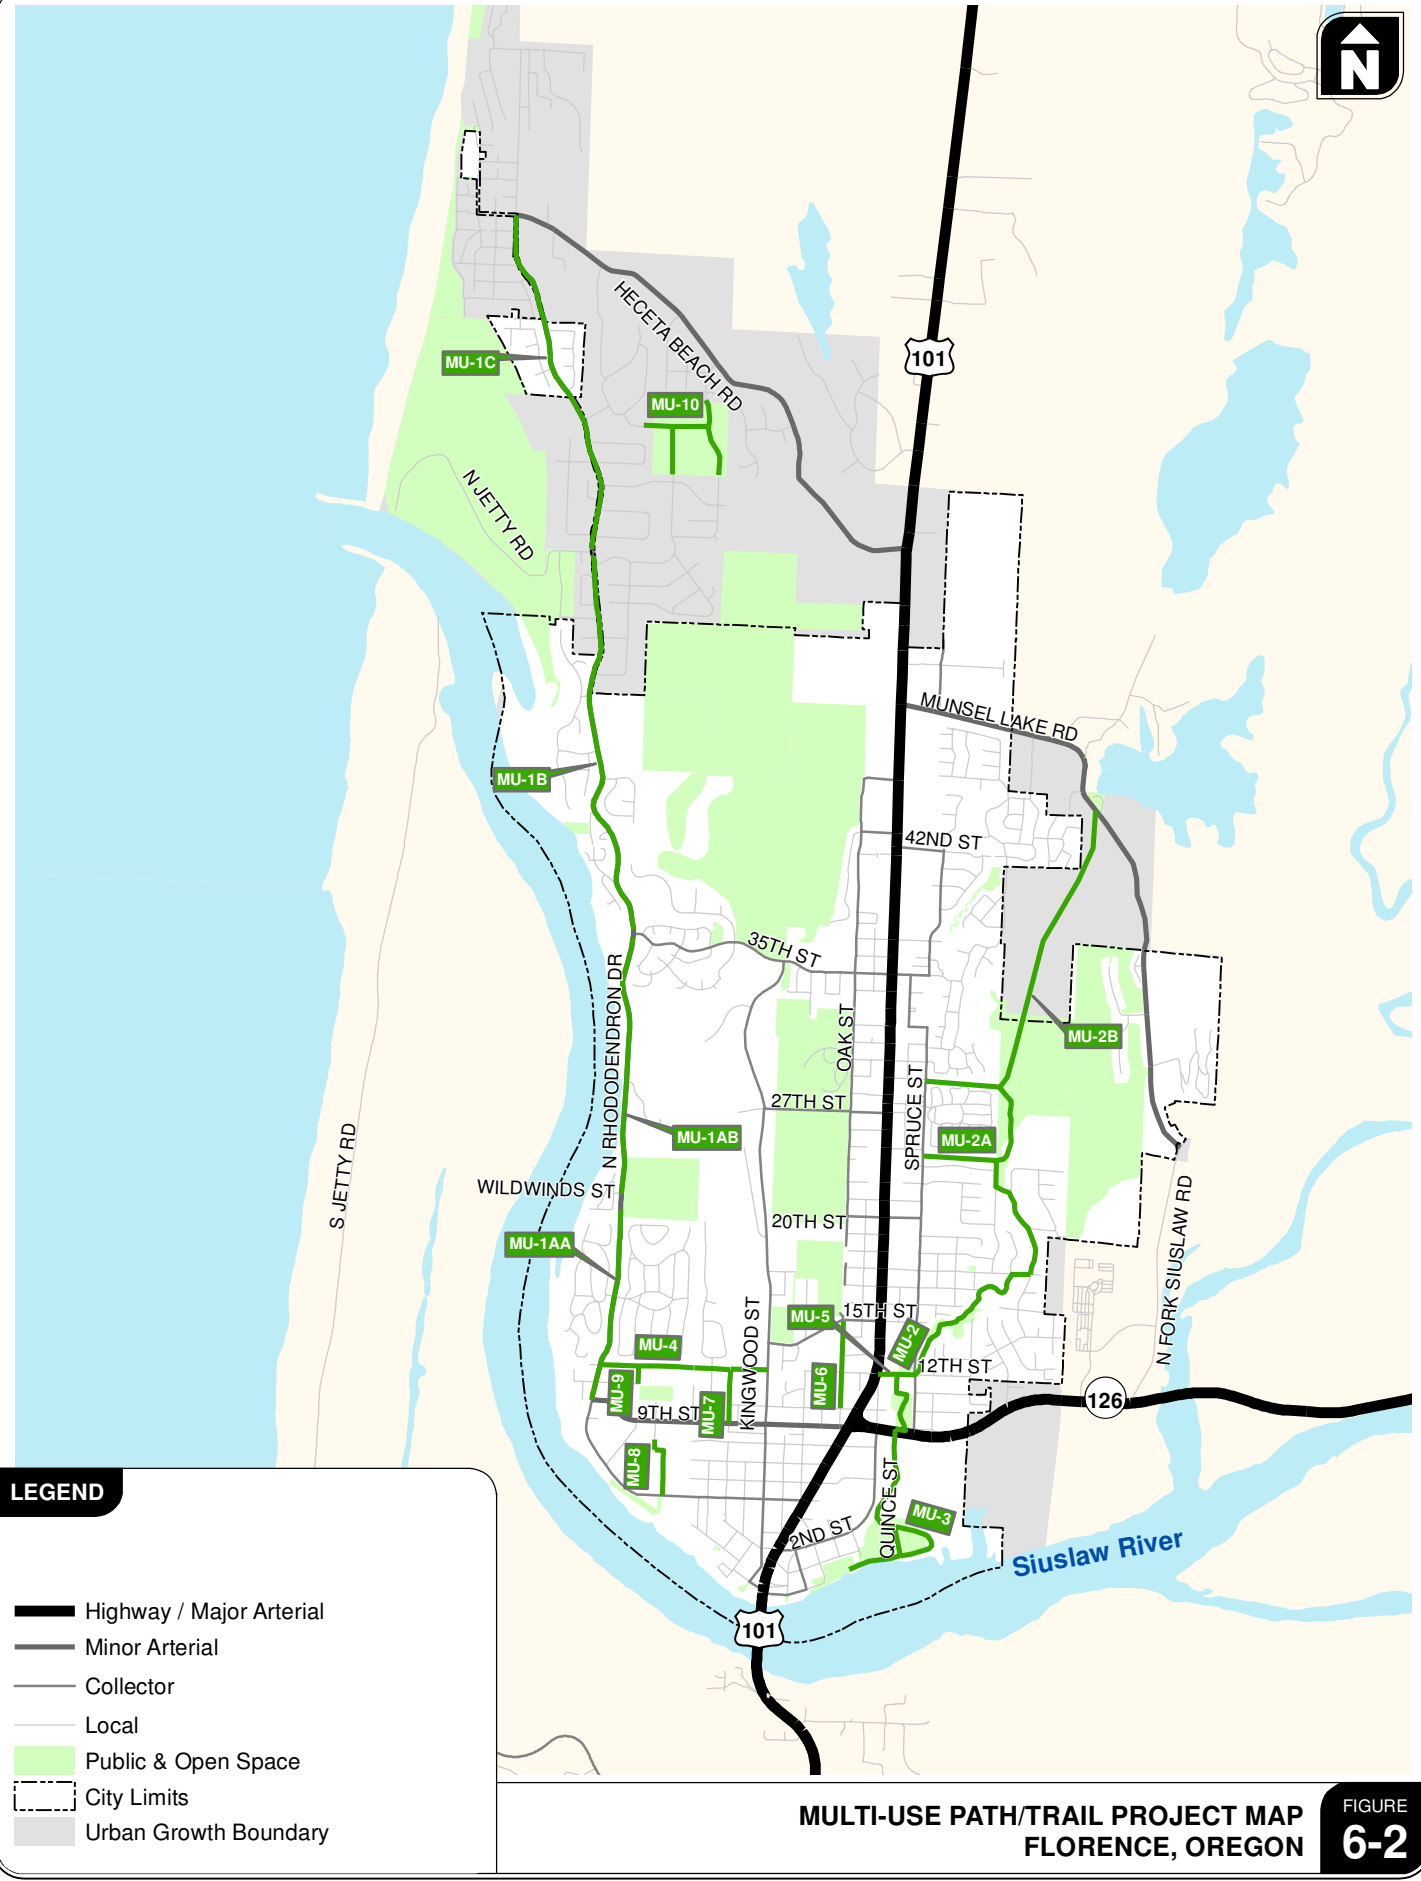 N
101
HECETA BEACH RD
MU-1C
MU-10
N JETTY RD
MUNSEL LAKE RD
MU-1B
42ND ST
35TH ST
N RHODODENDRON DR
OAK ST
MU-2B
SPRUCE ST
27TH ST
MU-1AB
MU-2A
S JETTY RD
WILDWINDS ST
N FORK SIUSLAW RD
20TH ST
MU-1AA
KINGWOOD ST
MU-5
15TH ST
MU-2
MU-4
12TH ST
MU-9
MU-6
126
9TH ST
MU-7
MU-8
QUINCE ST
MU-3
2ND ST
Siuslaw River
101
LEGEND
Highway / Major Arterial
Minor Arterial
Collector
Local
Public & Open Space
City Limits
Urban Growth Boundary
MULTI-USE PATH/TRAIL PROJECT MAP
FLORENCE, OREGON
FIGURE
6-2